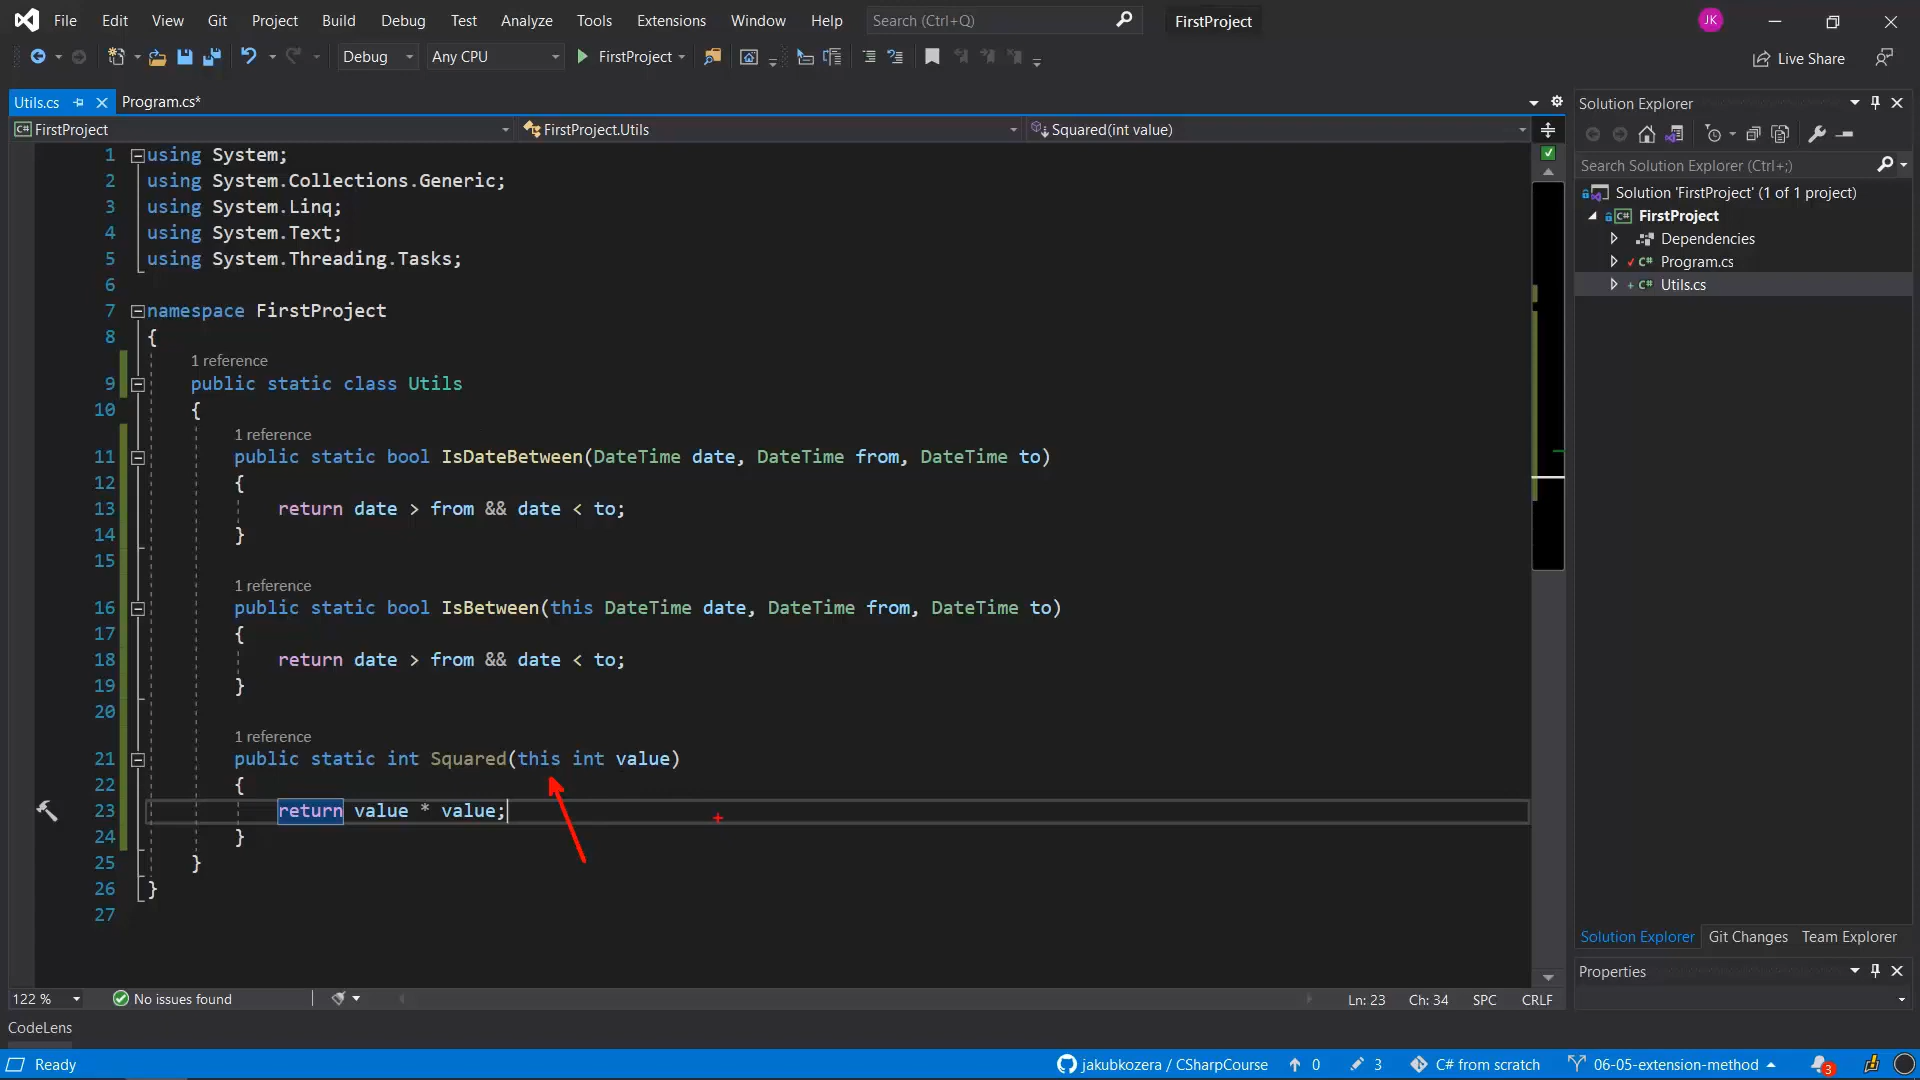 File Edit View Git Project Build Debug Test Analyze Tools Extensions Window Help Search (Ctrl+Q) FirstProject JK
Debug Any CPU FirstProject Live Share
Utils.cs Program.cs*
FirstProject FirstProject.Utils Squared(int value)
1 using System;
2 using System.Collections.Generic;
3 using System.Linq;
4 using System.Text;
5 using System.Threading.Tasks;
6
7 namespace FirstProject
8 {
1 reference
9 public static class Utils
10 {
1 reference
11 public static bool IsDateBetween(DateTime date, DateTime from, DateTime to)
12 {
13 return date > from && date < to;
14 }
15
1 reference
16 public static bool IsBetween(this DateTime date, DateTime from, DateTime to)
17 {
18 return date > from && date < to;
19 }
20
1 reference
21 public static int Squared(this int value)
22 {
23 return value * value;
24 }
25 }
26 }
27
122 % No issues found Ln: 23 Ch: 34 SPC CRLF
Solution Explorer
Search Solution Explorer (Ctrl+;)
Solution 'FirstProject' (1 of 1 project)
C# FirstProject
Dependencies
C# Program.cs
C# Utils.cs
Solution Explorer Git Changes Team Explorer
Properties
CodeLens
Ready jakubkozera / CSharpCourse 0 3 C# from scratch 06-05-extension-method 3